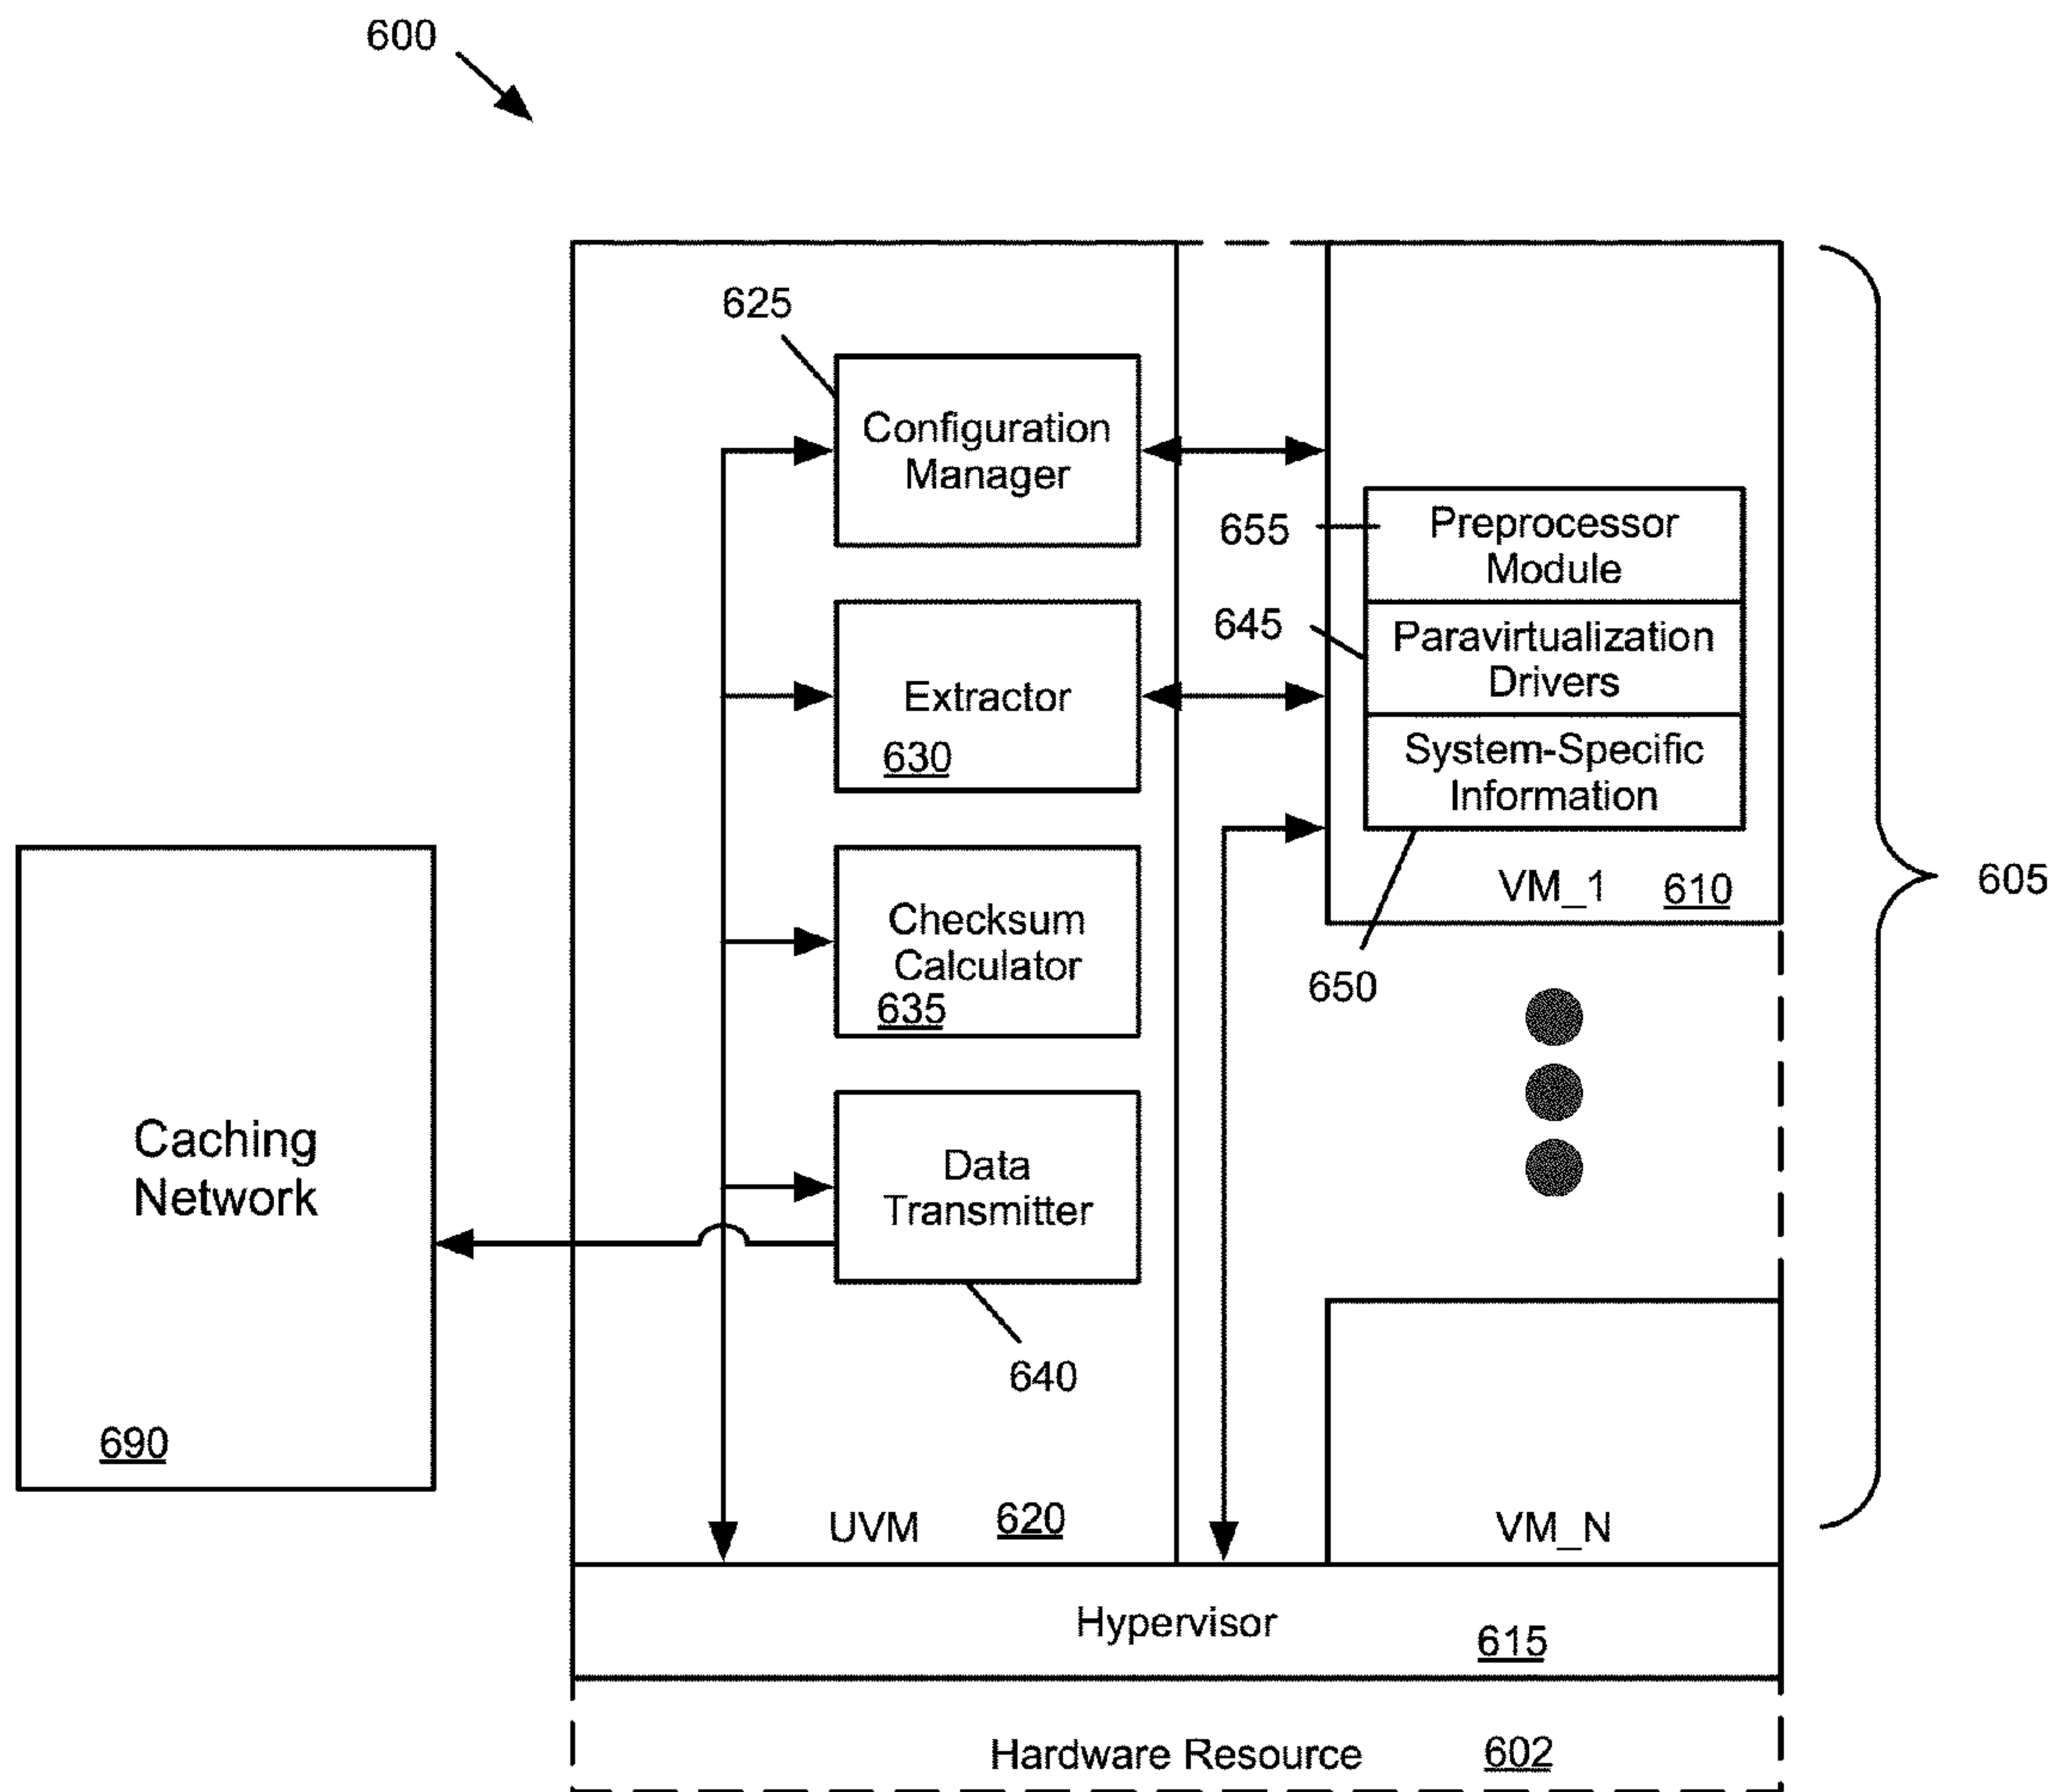 600
625
Configuration
Manager
655
Preprocessor
Module
645
Paravirtualization
Drivers
Extractor
630
System-Specific
Information
VM_1 610
605
Checksum
Calculator
635
650
Caching
Network
690
Data
Transmitter
640
UVM 620
VM_N
Hypervisor 615
Hardware Resource 602